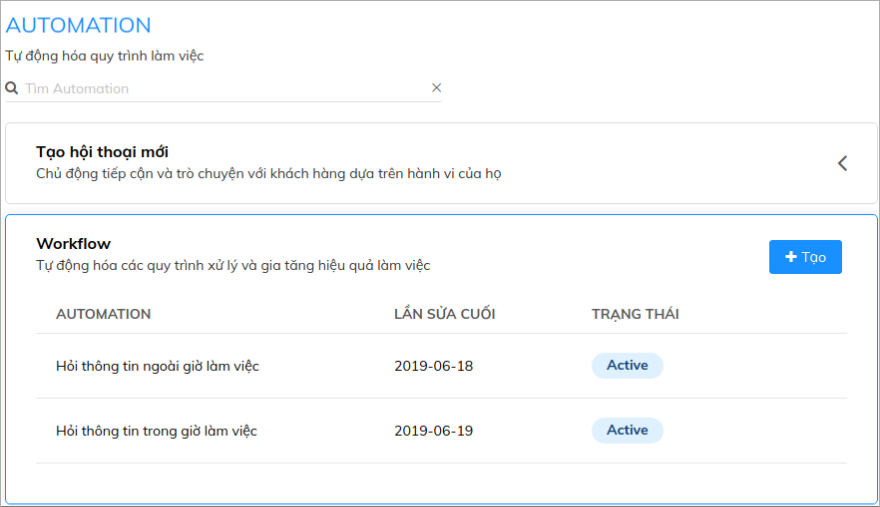 AUTOMATION
Tự động hóa quy trình làm việc
Tìm Automation
Tạo hội thoại mới
Chủ động tiếp cận và trò chuyện với khách hàng dựa trên hành vi của họ
Workflow
Tự động hóa các quy trình xử lý và gia tăng hiệu quả làm việc
+ Tạo
AUTOMATION LẦN SỬA CUỐI TRẠNG THÁI
Hỏi thông tin ngoài giờ làm việc 2019-06-18 Active
Hỏi thông tin trong giờ làm việc 2019-06-19 Active